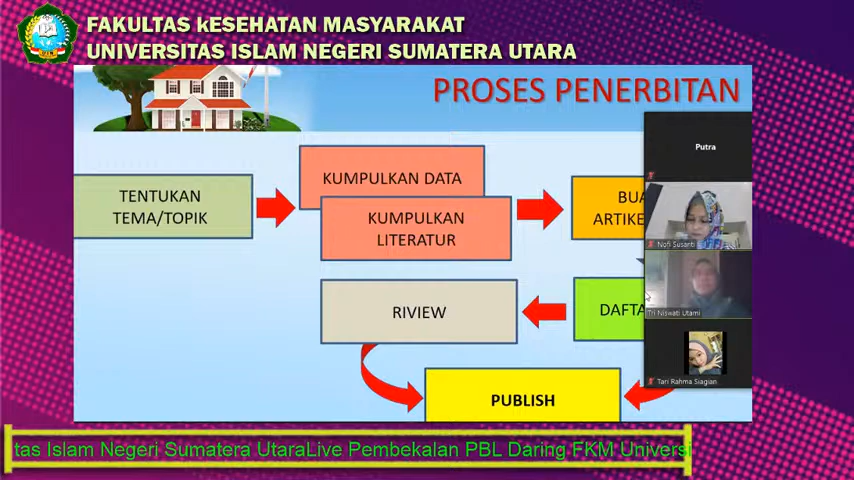 FAKULTAS kESEHATAN MASYARAKAT
UNIVERSITAS ISLAM NEGERI SUMATERA UTARA
PROSES PENERBITAN
TENTUKAN
TEMA/TOPIK
KUMPULKAN DATA
KUMPULKAN
LITERATUR
BUA
ARTIKE
Putra
Nofi Susanti
Tri Niswati Utami
Tari Rahma Siagian
RIVIEW
DAFTA
PUBLISH
tas Islam Negeri Sumatera UtaraLive Pembekalan PBL Daring FKM Universi